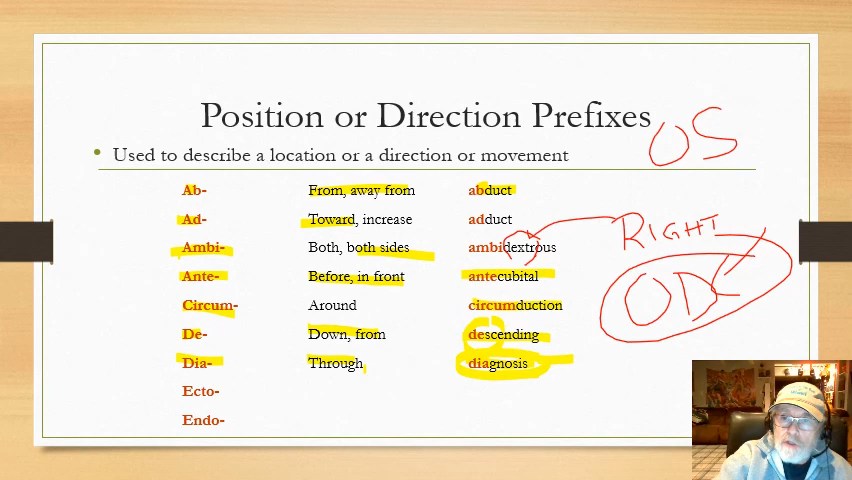 Position or Direction Prefixes
OS
• Used to describe a location or a direction or movement
Ab- From, away from abduct
Ad- Toward, increase adduct
RIGHT
Ambi- Both, both sides ambidextrous
Ante- Before, in front antecubital
OD
Circum- Around circumduction
De- Down, from descending
Dia- Through diagnosis
Ecto-
Endo-